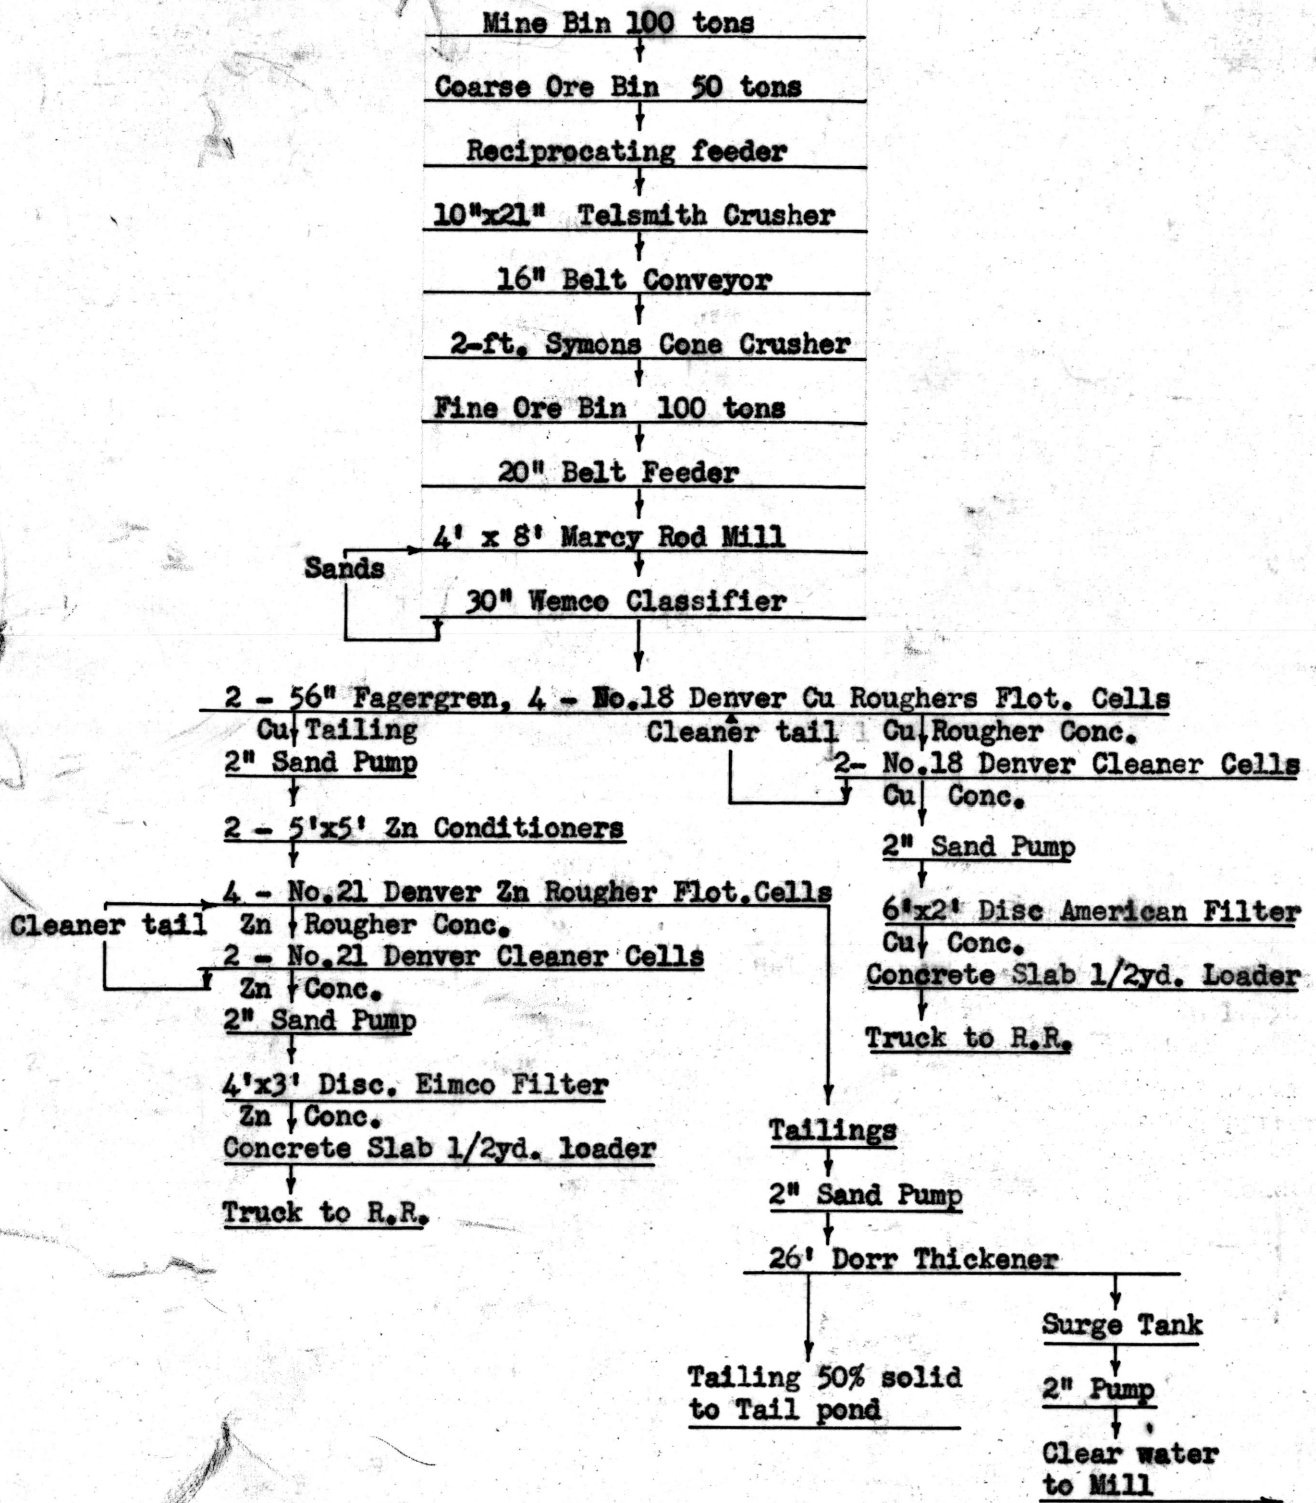 Mine Bin 100 tons
Coarse Ore Bin 50 tons
Reciprocating feeder
10"x21" Telsmith Crusher
16" Belt Conveyor
2-ft. Symons Cone Crusher
Fine Ore Bin 100 tons
20" Belt Feeder
4' x 8' Marcy Rod Mill
Sands
30" Wemco Classifier
2 - 56" Fagergren, 4 - No.18 Denver Cu Roughers Flot. Cells
Cu Tailing
2" Sand Pump
2 - 5'x5' Zn Conditioners
4 - No.21 Denver Zn Rougher Flot.Cells
Cleaner tail
Zn Rougher Conc.
2 - No.21 Denver Cleaner Cells
Zn Conc.
2" Sand Pump
4'x3' Disc. Eimco Filter
Zn Conc.
Concrete Slab 1/2yd. loader
Truck to R.R.
Cleaner tail
Cu Rougher Conc.
2- No.18 Denver Cleaner Cells
Cu Conc.
2" Sand Pump
6'x2' Disc American Filter
Cu Conc.
Concrete Slab 1/2yd. Loader
Truck to R.R.
Tailings
2" Sand Pump
26' Dorr Thickener
Tailing 50% solid
to Tail pond
Surge Tank
2" Pump
Clear water
to Mill